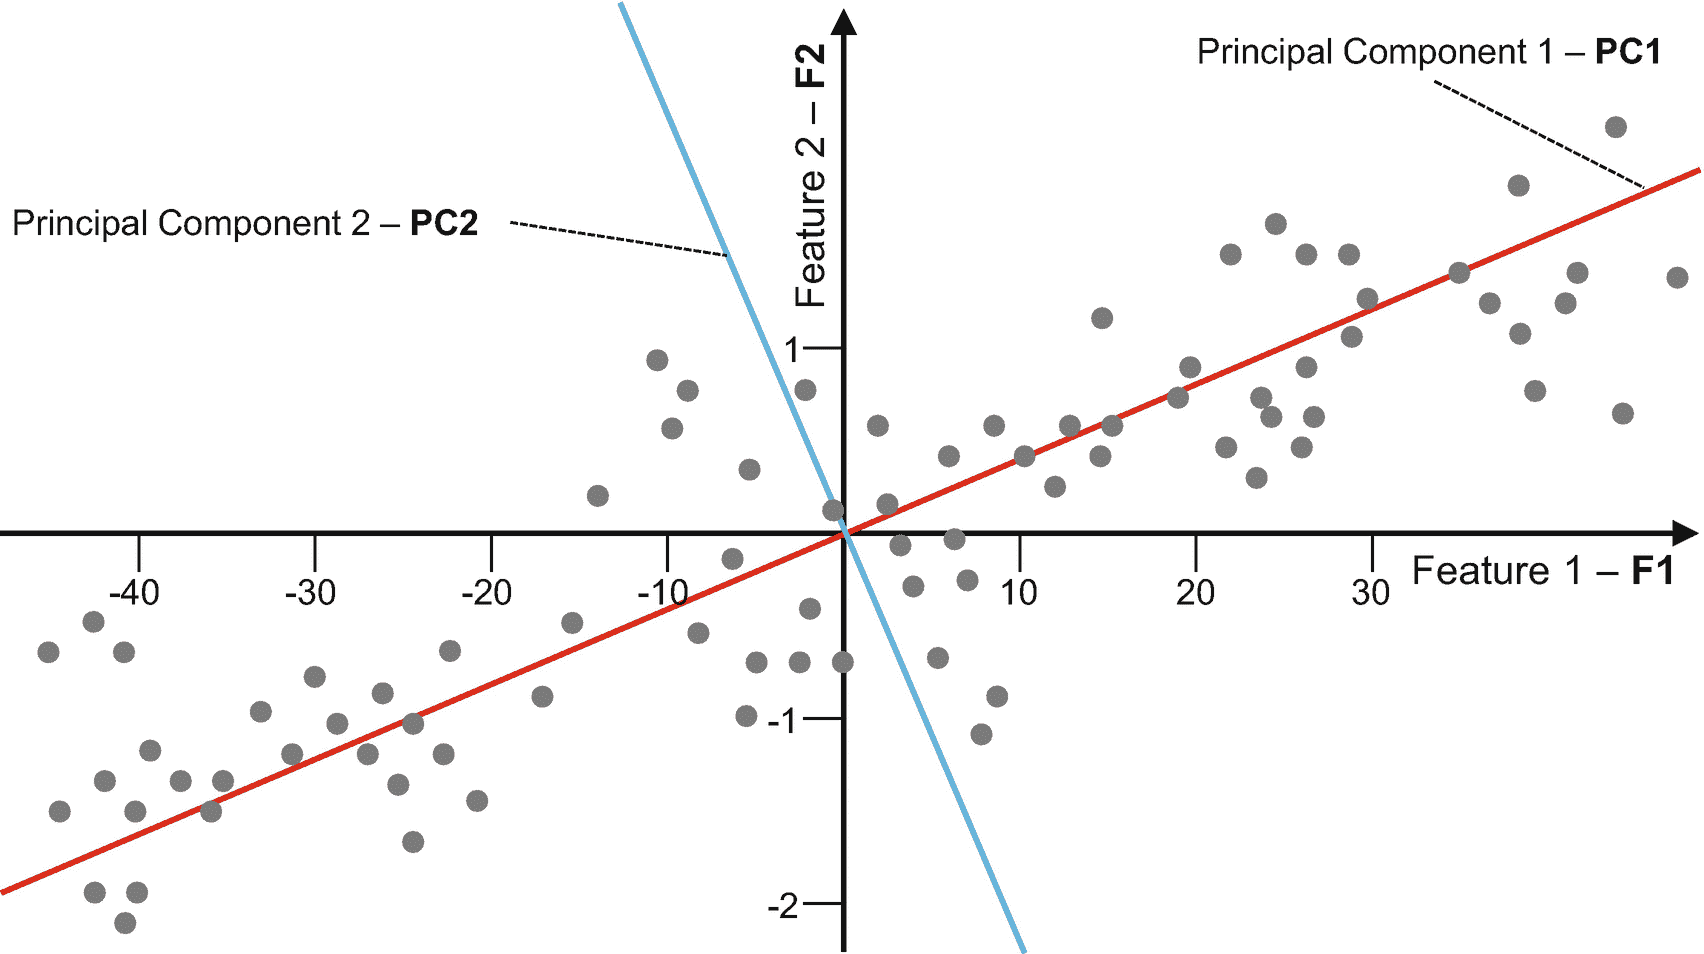 Principal Component 1 – PC1
Feature 2 – F2
Principal Component 2 – PC2
1
-40 -30 -20 -10 10 20 30
Feature 1 – F1
-1
-2